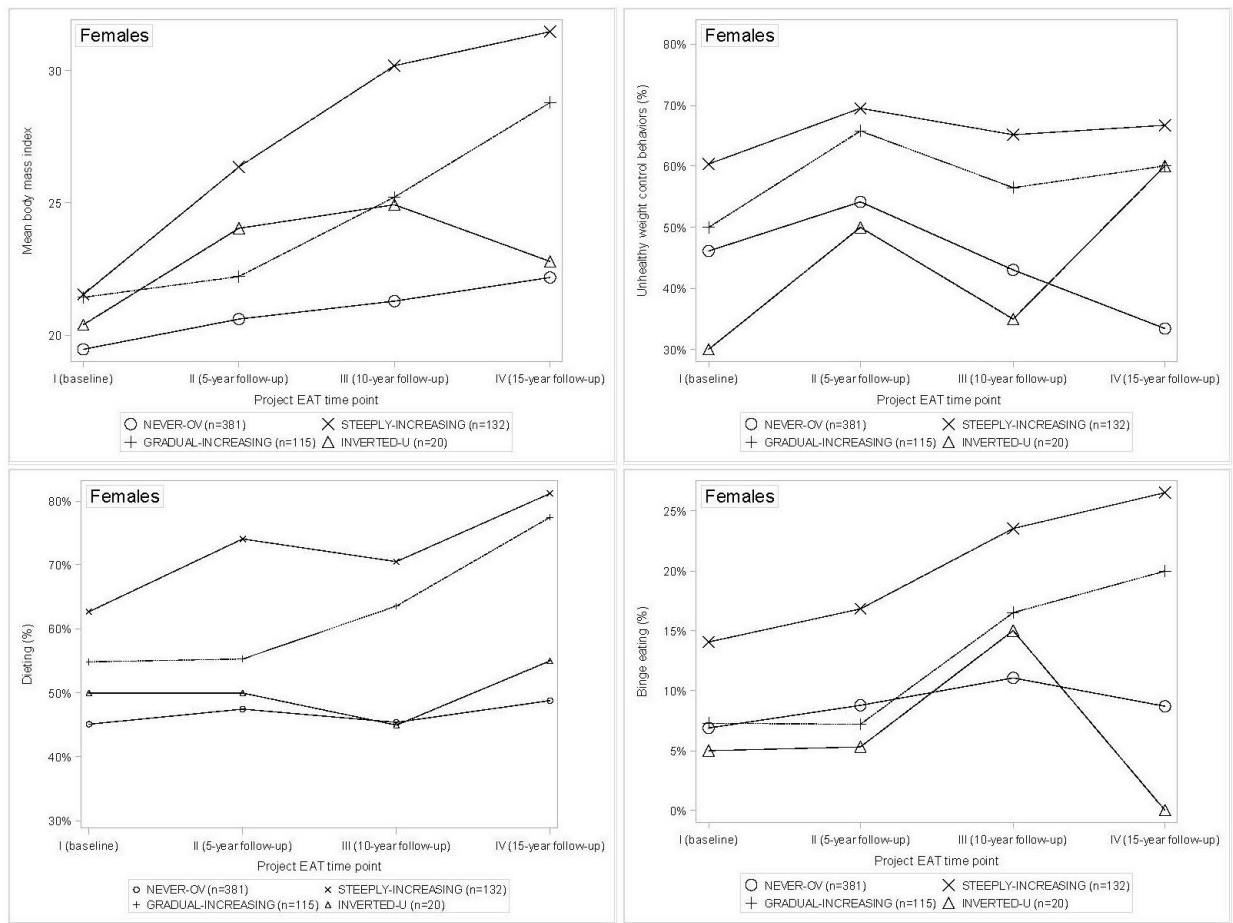 Females
30
25
20
Mean body mass index
I (baseline) II (5-year follow-up) III (10-year follow-up) IV (15-year follow-up)
Project EAT time point
NEVER-OV (n=381) STEEPLY-INCREASING (n=132)
GRADUAL-INCREASING (n=115) INVERTED-U (n=20)
Females
80%
70%
60%
50%
40%
30%
Unhealthy weight control behaviors (%)
I (baseline) II (5-year follow-up) III (10-year follow-up) IV (15-year follow-up)
Project EAT time point
NEVER-OV (n=381) STEEPLY-INCREASING (n=132)
GRADUAL-INCREASING (n=115) INVERTED-U (n=20)
Females
80%
70%
60%
50%
40%
30%
Dieting (%)
I (baseline) II (5-year follow-up) III (10-year follow-up) IV (15-year follow-up)
Project EAT time point
NEVER-OV (n=381) STEEPLY-INCREASING (n=132)
GRADUAL-INCREASING (n=115) INVERTED-U (n=20)
Females
25%
20%
15%
10%
5%
0%
Binge eating (%)
I (baseline) II (5-year follow-up) III (10-year follow-up) IV (15-year follow-up)
Project EAT time point
NEVER-OV (n=381) STEEPLY-INCREASING (n=132)
GRADUAL-INCREASING (n=115) INVERTED-U (n=20)